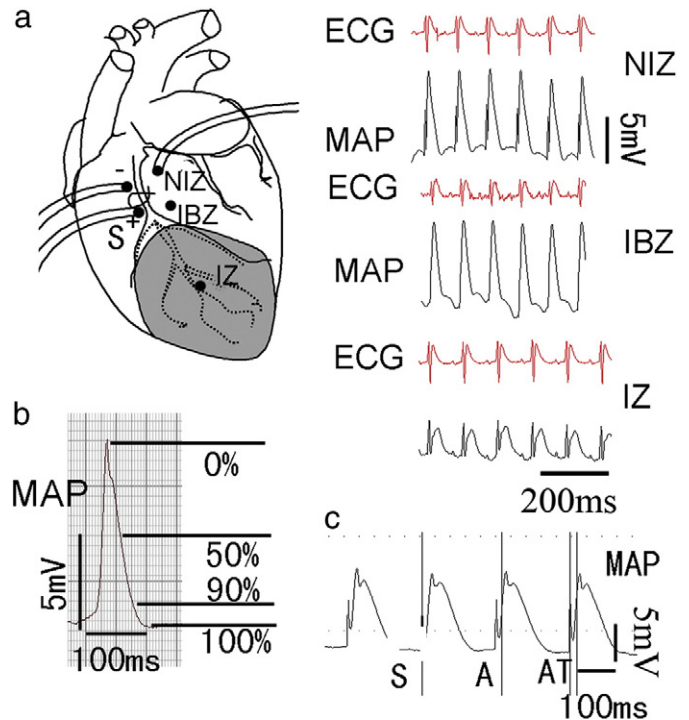 a
ECG
NIZ
MAP
5mV
ECG
IBZ
MAP
ECG
IZ
200ms
-
NIZ
+
IBZ
S
IZ
b
MAP
0%
50%
90%
100%
5mV
100ms
c
MAP
S
A
AT
5mV
100ms